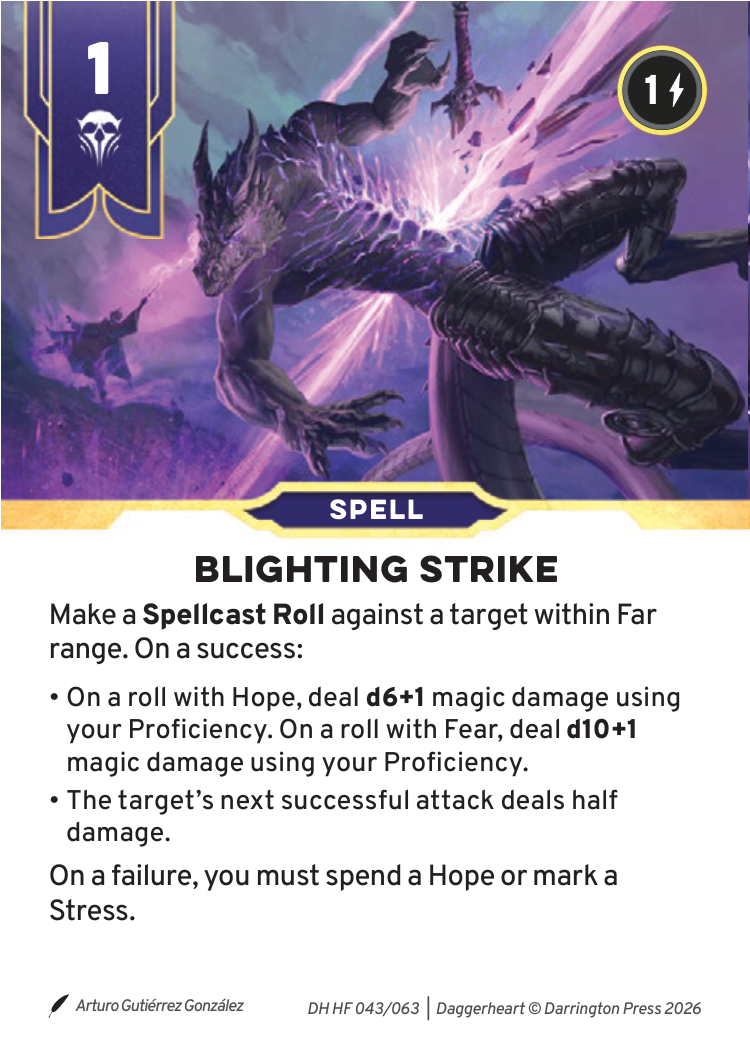 1
1
SPELL
BLIGHTING STRIKE
Make a Spellcast Roll against a target within Far
range. On a success:
• On a roll with Hope, deal d6+1 magic damage using
your Proficiency. On a roll with Fear, deal d10+1
magic damage using your Proficiency.
• The target’s next successful attack deals half
damage.
On a failure, you must spend a Hope or mark a
Stress.
Arturo Gutiérrez González
DH HF 043/063 | Daggerheart © Darrington Press 2026